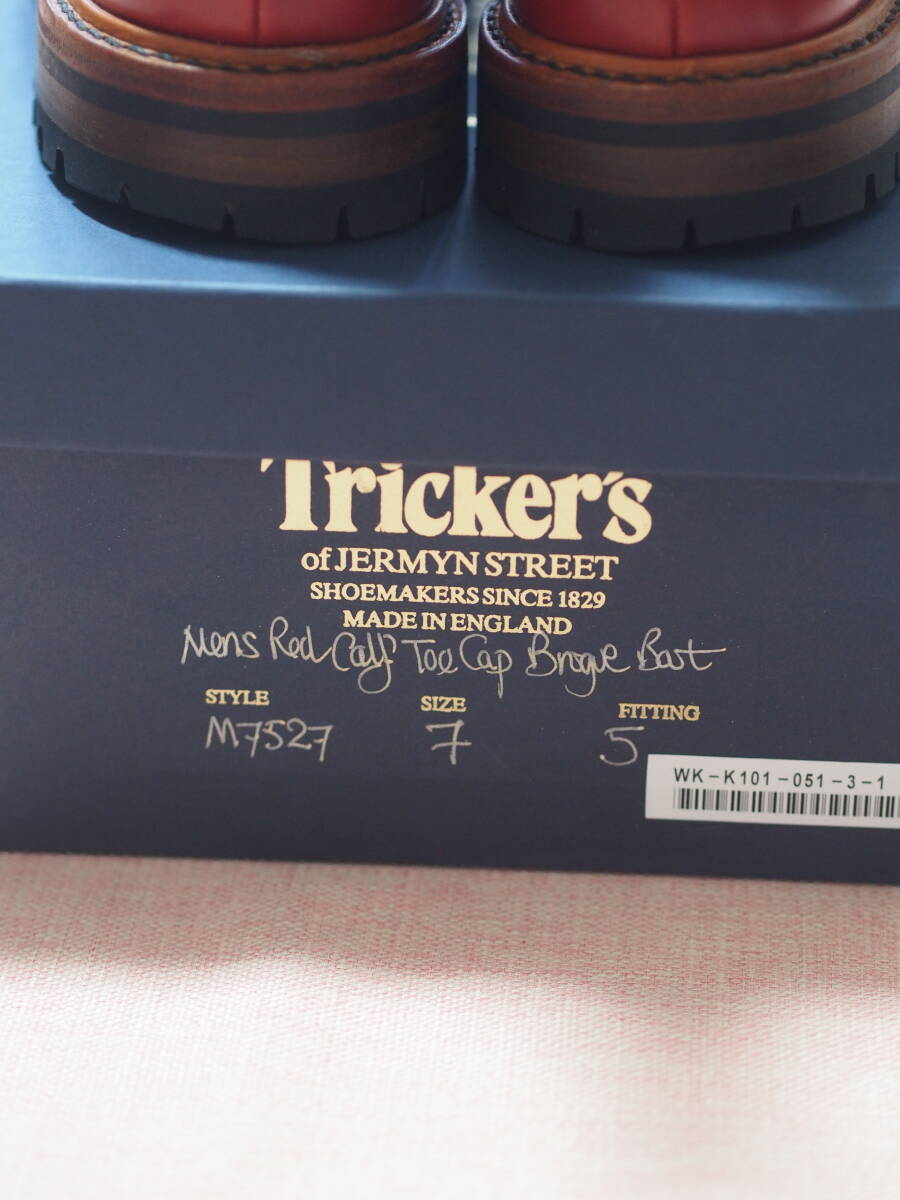 Tricker's
of JERMYN STREET
SHOEMAKERS SINCE 1829
MADE IN ENGLAND
Mens Red Calf Toe Cap Brogue Boot
STYLE SIZE FITTING
M7527 7 5
WK-K101-051-3-1